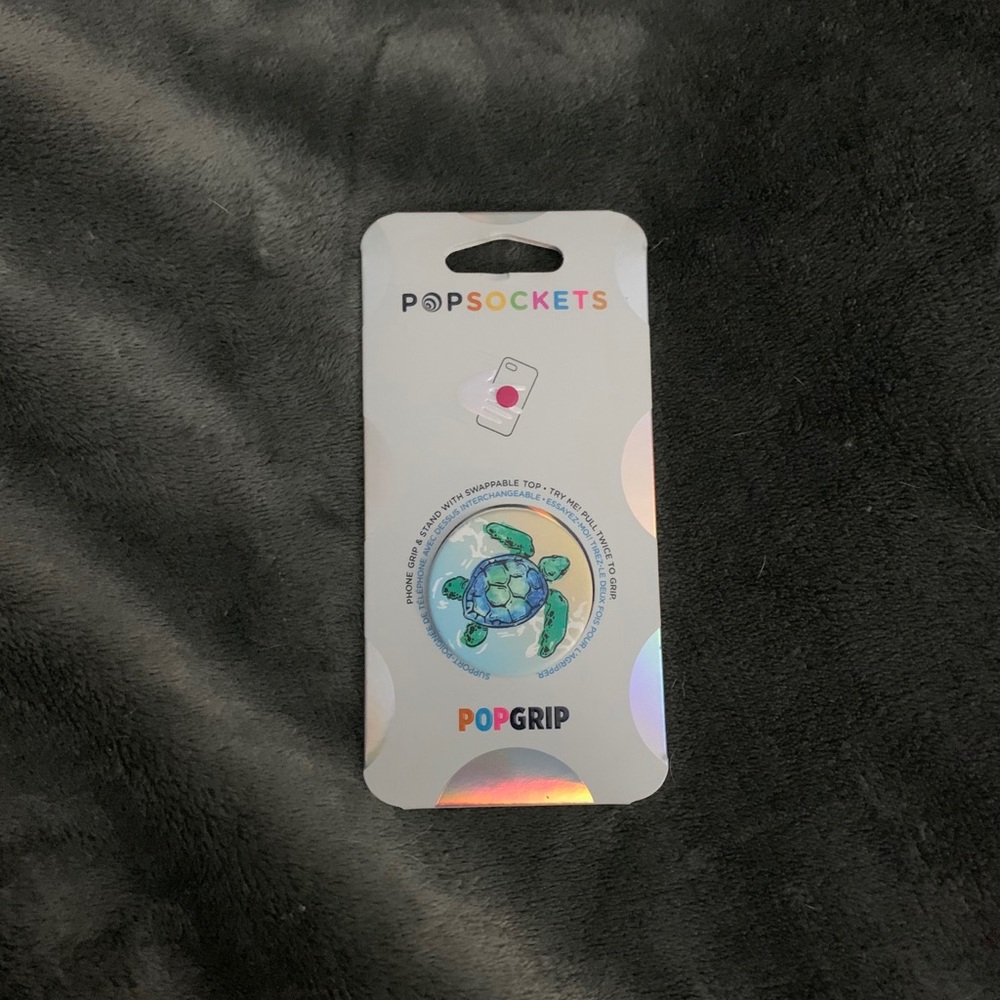 POPSOCKETS
PHONE GRIP & STAND WITH SWAPPABLE TOP • TRY ME! PULL TWICE TO GRIP.
SUPPORT-POIGNÉE DE TÉLÉPHONE AVEC DESSUS INTERCHANGEABLE • ESSAYEZ-MOI! TIREZ-LE DEUX FOIS POUR L'AGRIPPER
POPGRIP